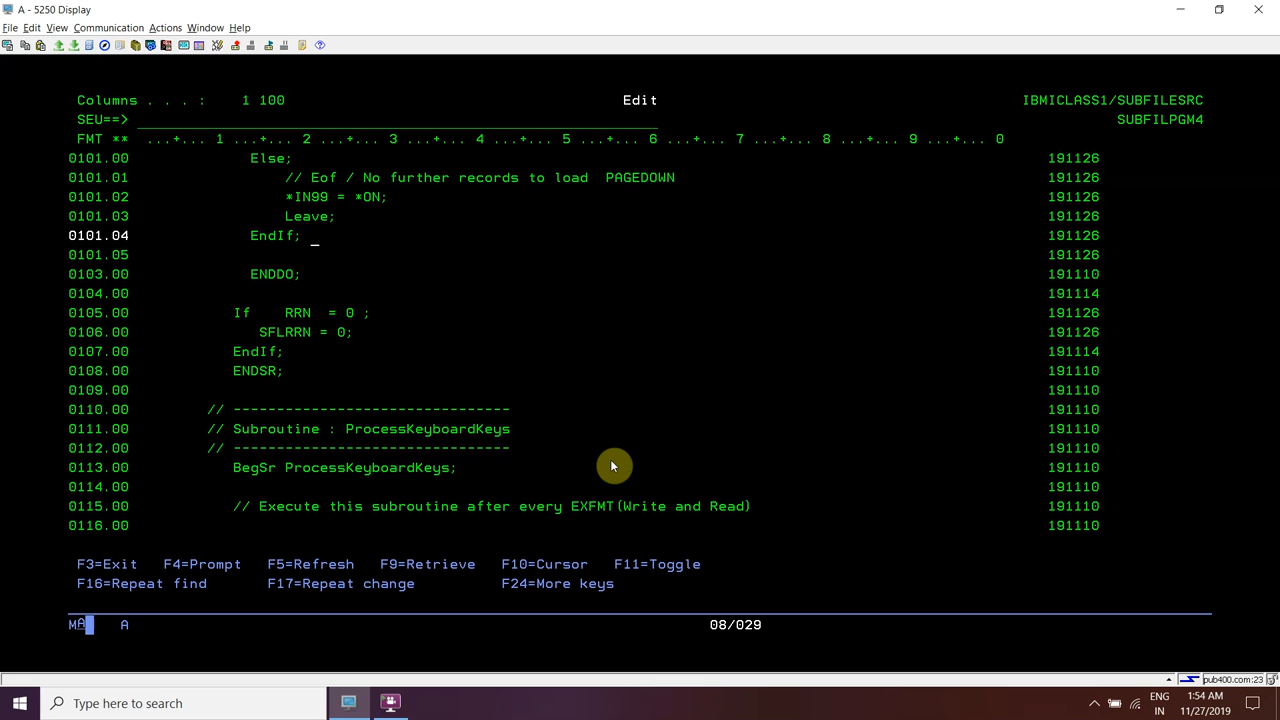 A - 5250 Display
File Edit View Communication Actions Window Help
Columns . . . : 1 100 Edit IBMICLASS1/SUBFILESRC
SEU==> SUBFILPGM4
FMT ** ...+... 1 ...+... 2 ...+... 3 ...+... 4 ...+... 5 ...+... 6 ...+... 7 ...+... 8 ...+... 9 ...+... 0
0101.00 Else; 191126
0101.01 // Eof / No further records to load PAGEDOWN 191126
0101.02 *IN99 = *ON; 191126
0101.03 Leave; 191126
0101.04 EndIf; _ 191126
0101.05 191126
0103.00 ENDDO; 191110
0104.00 191114
0105.00 If RRN = 0 ; 191126
0106.00 SFLRRN = 0; 191126
0107.00 EndIf; 191114
0108.00 ENDSR; 191110
0109.00 191110
0110.00 // -------------------------------- 191110
0111.00 // Subroutine : ProcessKeyboardKeys 191110
0112.00 // -------------------------------- 191110
0113.00 BegSr ProcessKeyboardKeys; 191110
0114.00 191110
0115.00 // Execute this subroutine after every EXFMT(Write and Read) 191110
0116.00 191110
F3=Exit F4=Prompt F5=Refresh F9=Retrieve F10=Cursor F11=Toggle
F16=Repeat find F17=Repeat change F24=More keys
MA A 08/029
pub400.com:23
Type here to search
ENG 1:54 AM
IN 11/27/2019